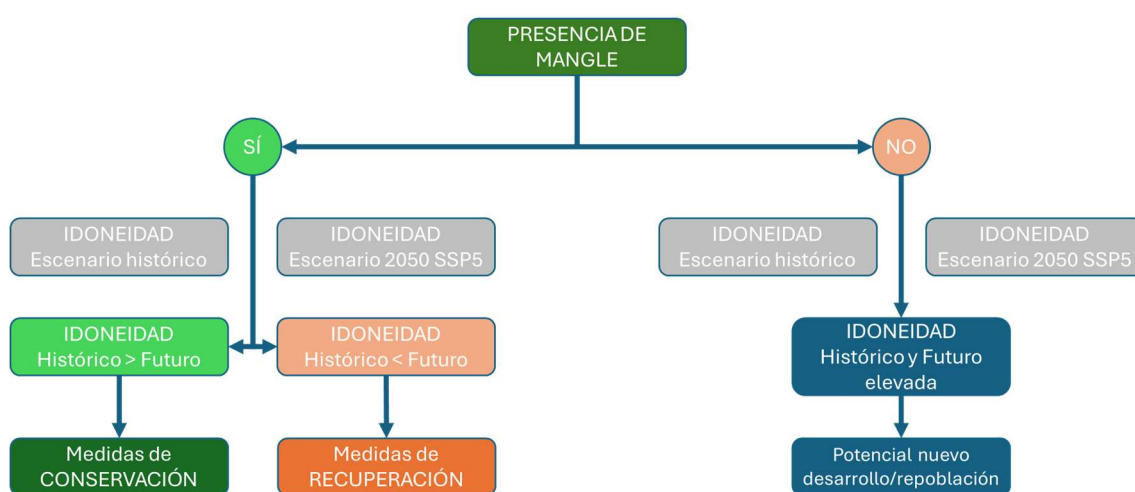 PRESENCIA DE
MANGLE
SÍ
NO
IDONEIDAD
Escenario histórico
IDONEIDAD
Escenario 2050 SSP5
IDONEIDAD
Escenario histórico
IDONEIDAD
Escenario 2050 SSP5
IDONEIDAD
Histórico > Futuro
IDONEIDAD
Histórico < Futuro
IDONEIDAD
Histórico y Futuro
elevada
Medidas de
CONSERVACIÓN
Medidas de
RECUPERACIÓN
Potencial nuevo
desarrollo/repoblación